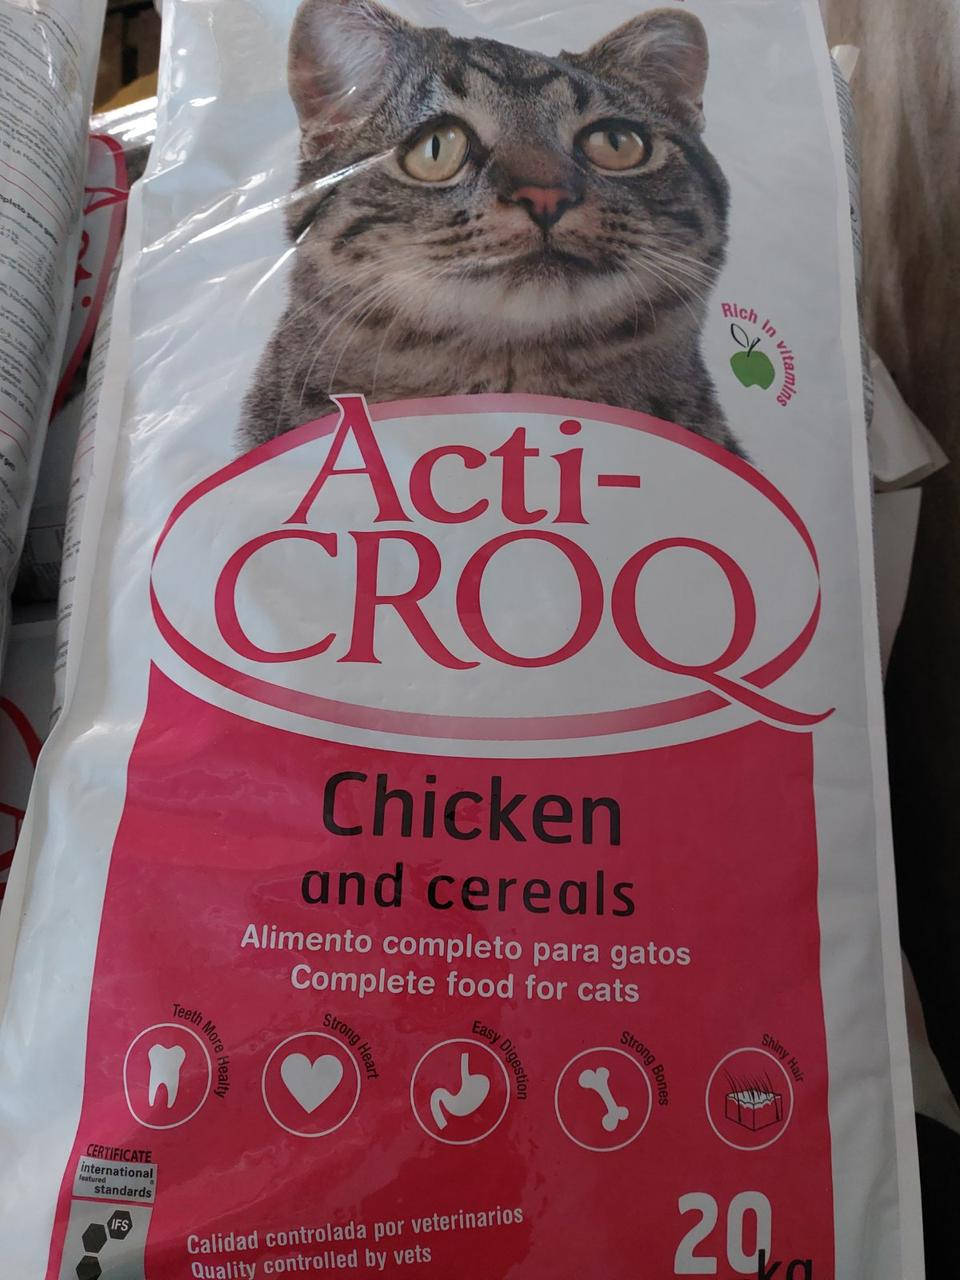 Rich in vitamins
Acti-
CROQ
Chicken
and cereals
Alimento completo para gatos
Complete food for cats
Teeth More Healty
Strong Heart
Easy Digestion
Strong Bones
Shiny Hair
CERTIFICATE
international
featured
standards
IFS
Calidad controlada por veterinarios
Quality controlled by vets
20
kg